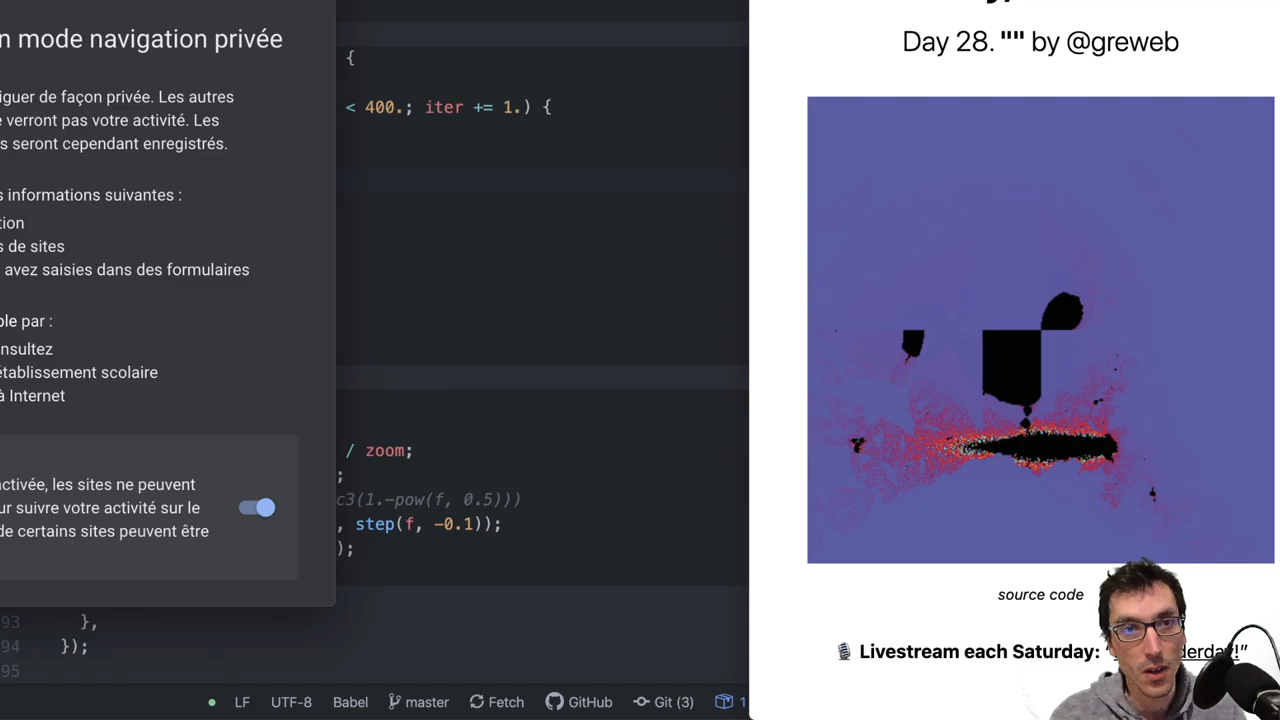 n mode navigation privée
iguer de façon privée. Les autres
e verront pas votre activité. Les
s seront cependant enregistrés.
s informations suivantes :
tion
s de sites
avez saisies dans des formulaires
ble par :
nsultez
établissement scolaire
à Internet
activée, les sites ne peuvent
ur suivre votre activité sur le
de certains sites peuvent être
{
< 400.; iter += 1.) {
/ zoom;
;
c3(1.-pow(f, 0.5)))
, step(f, -0.1));
);
93 },
94 });
95
LF UTF-8 Babel master Fetch GitHub Git (3) 1
Day 28. "" by @greweb
source code
🎙 Livestream each Saturday: “ derday!”